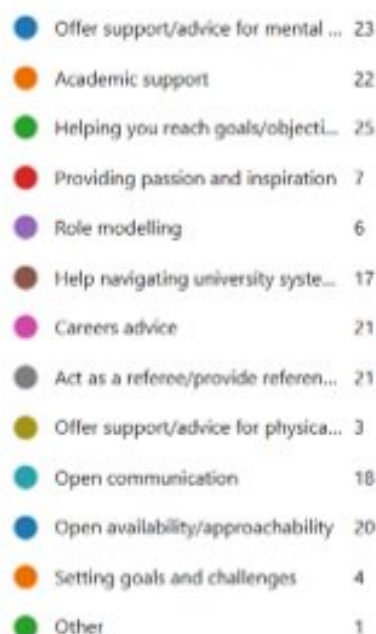 Offer support/advice for mental ... 23
Academic support 22
Helping you reach goals/objecti... 25
Providing passion and inspiration 7
Role modelling 6
Help navigating university syste... 17
Careers advice 21
Act as a referee/provide referen... 21
Offer support/advice for physica... 3
Open communication 18
Open availability/approachability 20
Setting goals and challenges 4
Other 1